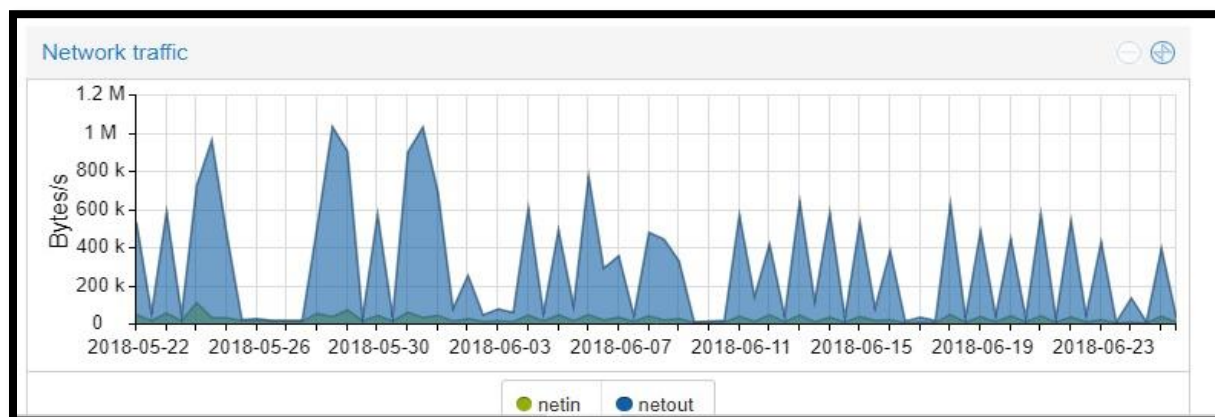 Network traffic
1.2 M
1 M
800 k
600 k
400 k
200 k
0
Bytes/s
2018-05-22 2018-05-26 2018-05-30 2018-06-03 2018-06-07 2018-06-11 2018-06-15 2018-06-19 2018-06-23
netin netout